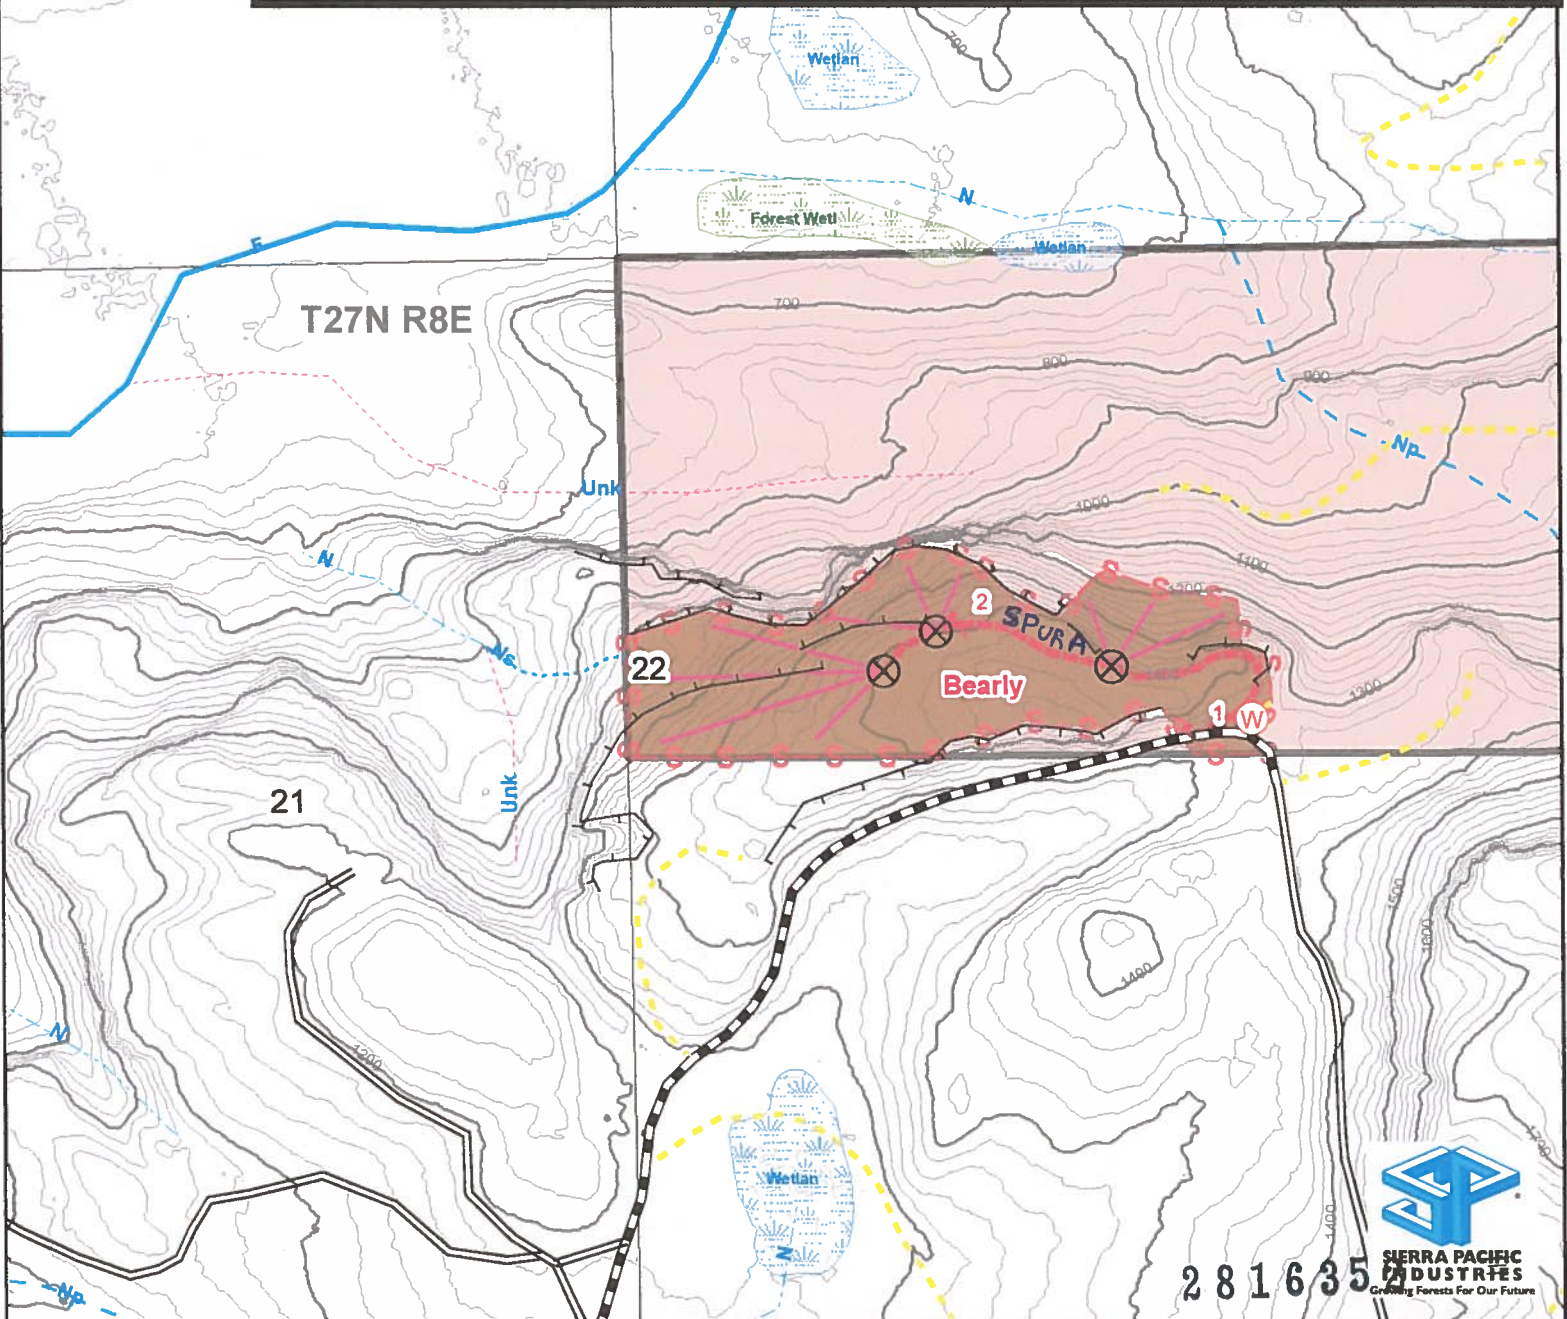 700
Wetlan
N
Forest Wetl
Wetlan
F
T27N R8E
700
800
900
Np
Unk
1000
N
1100
2
1200
SPUR A
Ns
22
Bearly
1300
1
W
Unk
21
1500
1600
1400
N
1200
1700
Wetlan
N
1400
Np
SIERRA PACIFIC
INDUSTRIES
Growing Forests For Our Future
281635
S S S S S S S S S S S S S S S S S S S S S S